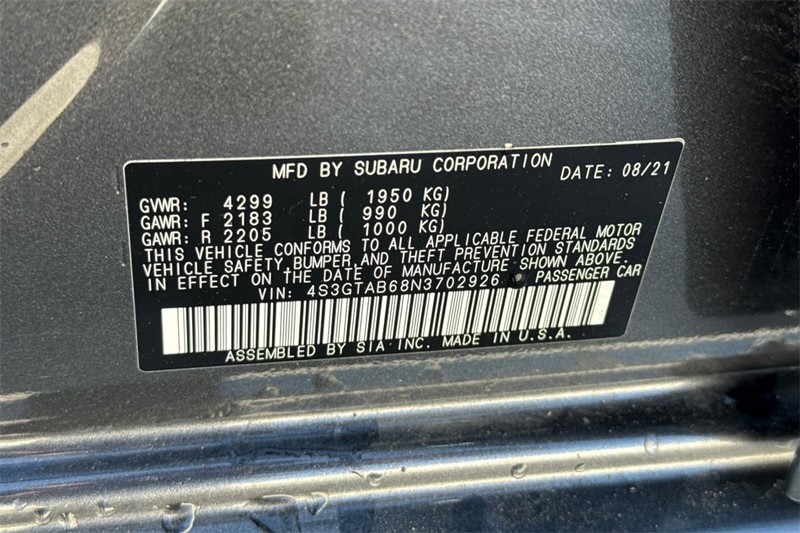 MFD BY SUBARU CORPORATION DATE: 08/21
GVWR: 4299 LB ( 1950 KG)
GAWR: F 2183 LB ( 990 KG)
GAWR: R 2205 LB ( 1000 KG)
THIS VEHICLE CONFORMS TO ALL APPLICABLE FEDERAL MOTOR
VEHICLE SAFETY, BUMPER, AND THEFT PREVENTION STANDARDS
IN EFFECT ON THE DATE OF MANUFACTURE SHOWN ABOVE.
VIN: 4S3GTAB68N3702926 PASSENGER CAR
ASSEMBLED BY SIA INC. MADE IN U.S.A.